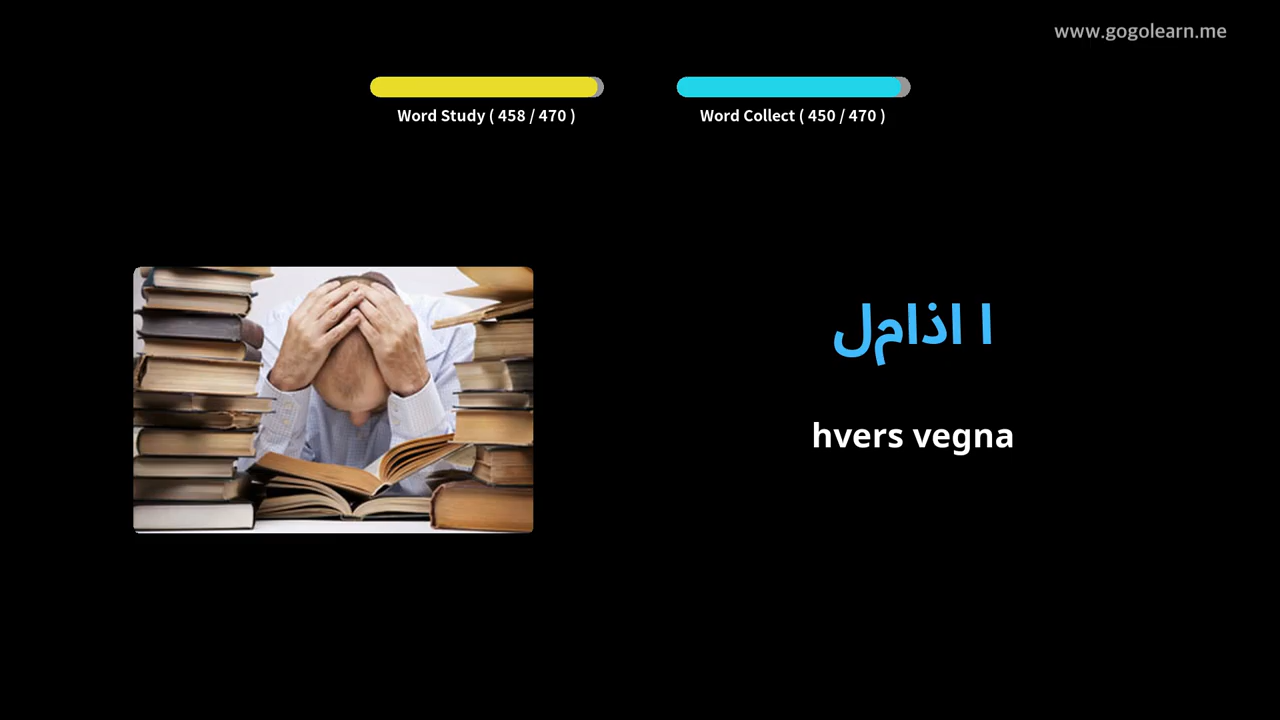 www.gogolearn.me
Word Study ( 458 / 470 )
Word Collect ( 450 / 470 )
ا اذامل
hvers vegna